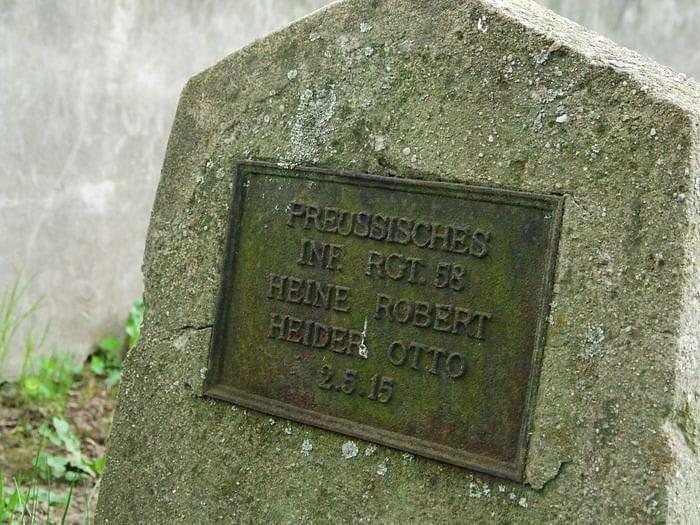 PREUSSISCHES
INF. RGT. 58
HEINE ROBERT
HEIDER OTTO
2.5.15